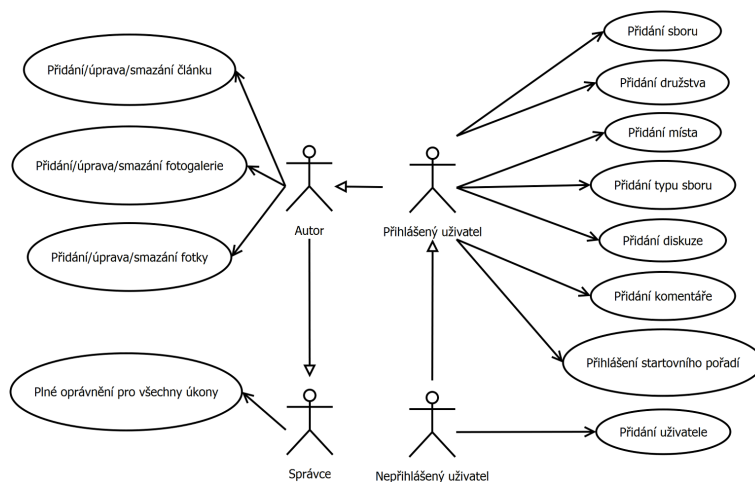 Přidání sboru
Přidání/úprava/smazání článku
Přidání družstva
Přidání místa
Přidání/úprava/smazání fotogalerie
Přidání typu sboru
Autor
Přihlášený uživatel
Přidání diskuze
Přidání/úprava/smazání fotky
Přidání komentáře
Přihlášení startovního pořadí
Plné oprávnění pro všechny úkony
Přidání uživatele
Správce
Nepřihlášený uživatel